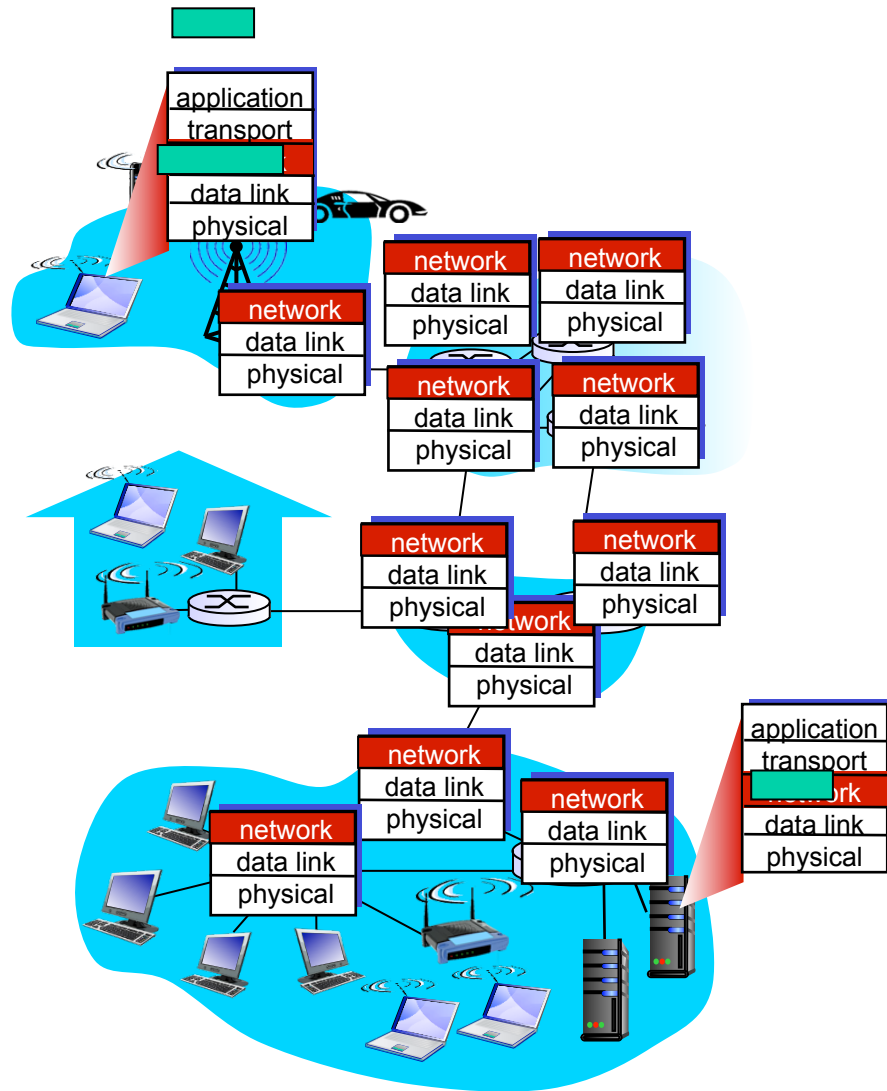 application
transport
data link
physical
network
data link
physical
network
data link
physical
network
data link
physical
network
data link
physical
network
data link
physical
network
data link
physical
network
data link
physical
network
data link
physical
application
transport
network
data link
physical
network
data link
physical
network
data link
physical
network
data link
physical